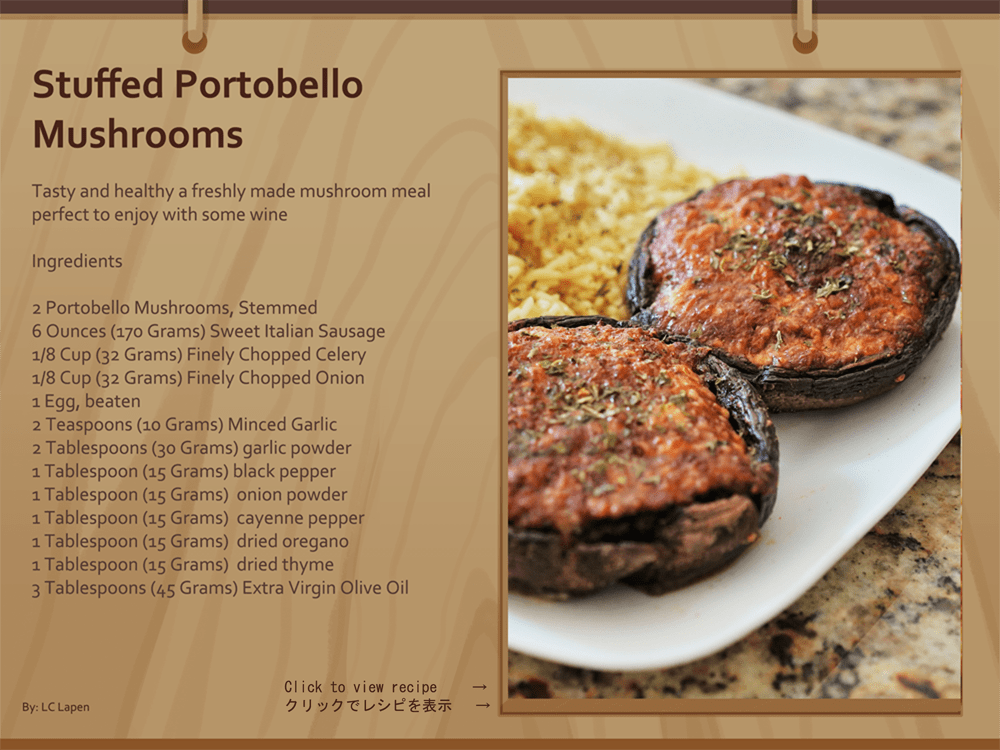 Stuffed Portobello
Mushrooms
Tasty and healthy a freshly made mushroom meal
perfect to enjoy with some wine
Ingredients
2 Portobello Mushrooms, Stemmed
6 Ounces (170 Grams) Sweet Italian Sausage
1/8 Cup (32 Grams) Finely Chopped Celery
1/8 Cup (32 Grams) Finely Chopped Onion
1 Egg, beaten
2 Teaspoons (10 Grams) Minced Garlic
2 Tablespoons (30 Grams) garlic powder
1 Tablespoon (15 Grams) black pepper
1 Tablespoon (15 Grams)  onion powder
1 Tablespoon (15 Grams)  cayenne pepper
1 Tablespoon (15 Grams)  dried oregano
1 Tablespoon (15 Grams)  dried thyme
3 Tablespoons (45 Grams) Extra Virgin Olive Oil
Click to view recipe →
クリックでレシピを表示 →
By: LC Lapen